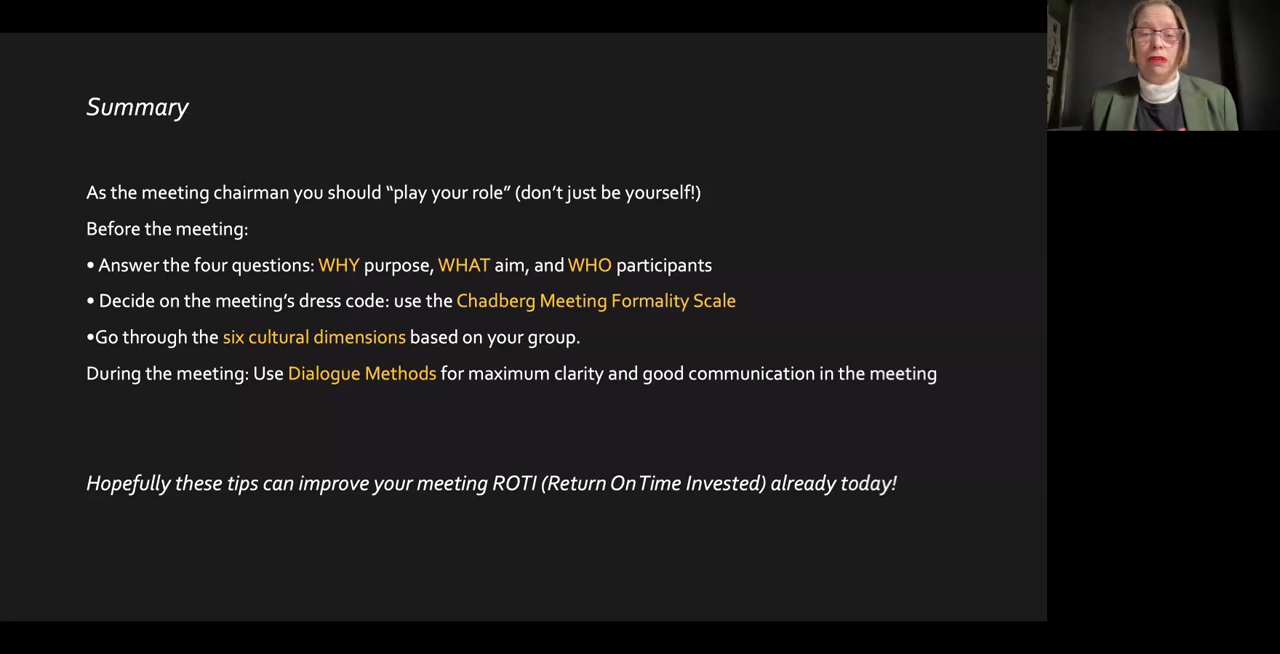 Summary
As the meeting chairman you should “play your role” (don’t just be yourself!)
Before the meeting:
• Answer the four questions: WHY purpose, WHAT aim, and WHO participants
• Decide on the meeting’s dress code: use the Chadberg Meeting Formality Scale
•Go through the six cultural dimensions based on your group.
During the meeting: Use Dialogue Methods for maximum clarity and good communication in the meeting
Hopefully these tips can improve your meeting ROTI (Return On Time Invested) already today!